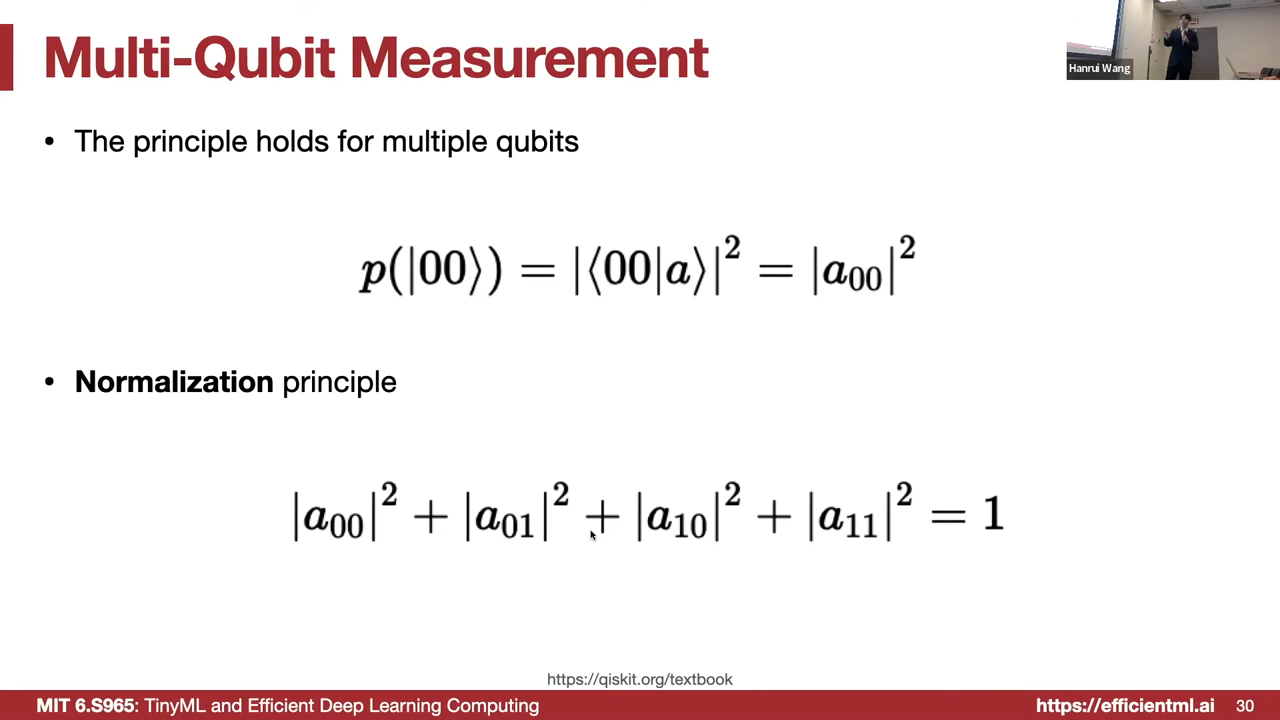 Multi-Qubit Measurement
Hanrui Wang
• The principle holds for multiple qubits
p(|00⟩) = |⟨00|a⟩|² = |a₀₀|²
• Normalization principle
|a₀₀|² + |a₀₁|² + |a₁₀|² + |a₁₁|² = 1
https://qiskit.org/textbook
MIT 6.S965: TinyML and Efficient Deep Learning Computing
https://efficientml.ai 30